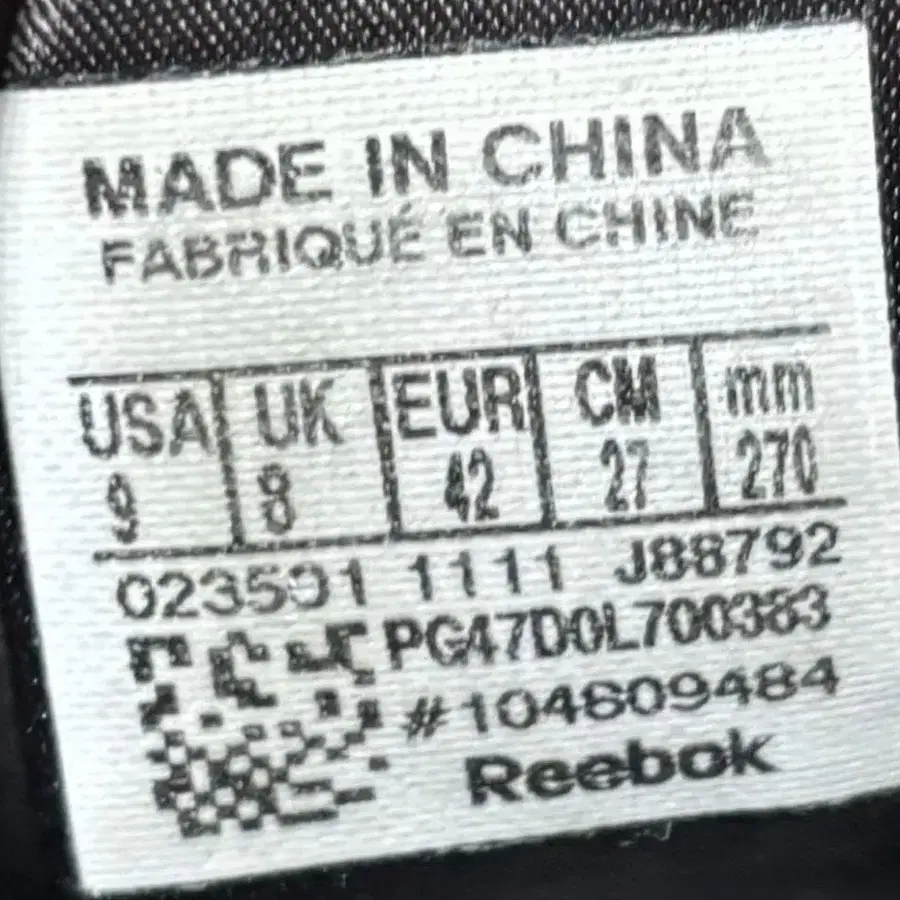 MADE IN CHINA
FABRIQUÉ EN CHINE
USA UK EUR CM mm
9 8 42 27 270
023501 1111 J88792
PG47D0L700383
#104609484
Reebok